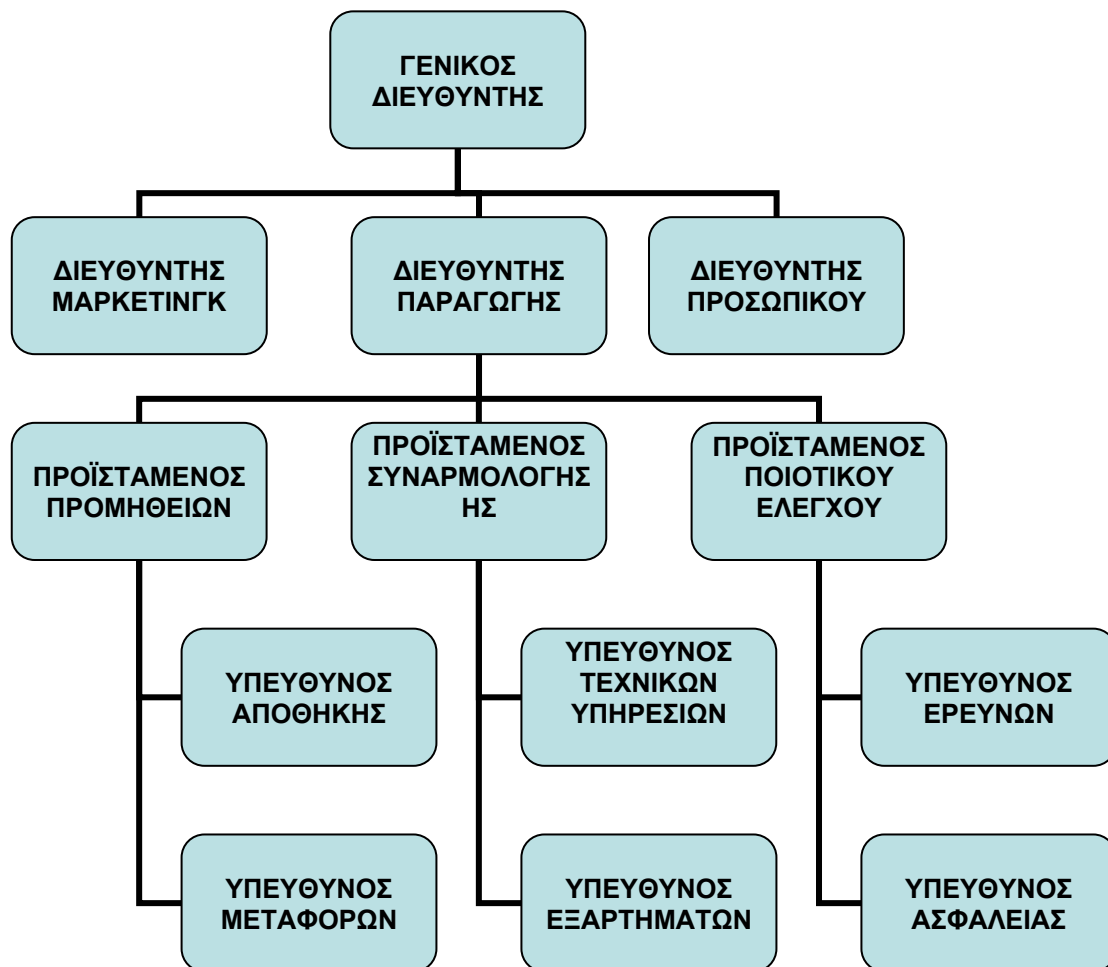 ΓΕΝΙΚΟΣ
ΔΙΕΥΘΥΝΤΗΣ
ΔΙΕΥΘΥΝΤΗΣ
ΜΑΡΚΕΤΙΝΓΚ
ΔΙΕΥΘΥΝΤΗΣ
ΠΑΡΑΓΩΓΗΣ
ΔΙΕΥΘΥΝΤΗΣ
ΠΡΟΣΩΠΙΚΟΥ
ΠΡΟΪΣΤΑΜΕΝΟΣ
ΠΡΟΜΗΘΕΙΩΝ
ΠΡΟΪΣΤΑΜΕΝΟΣ
ΣΥΝΑΡΜΟΛΟΓΗΣ
ΗΣ
ΠΡΟΪΣΤΑΜΕΝΟΣ
ΠΟΙΟΤΙΚΟΥ
ΕΛΕΓΧΟΥ
ΥΠΕΥΘΥΝΟΣ
ΑΠΟΘΗΚΗΣ
ΥΠΕΥΘΥΝΟΣ
ΤΕΧΝΙΚΩΝ
ΥΠΗΡΕΣΙΩΝ
ΥΠΕΥΘΥΝΟΣ
ΕΡΕΥΝΩΝ
ΥΠΕΥΘΥΝΟΣ
ΜΕΤΑΦΟΡΩΝ
ΥΠΕΥΘΥΝΟΣ
ΕΞΑΡΤΗΜΑΤΩΝ
ΥΠΕΥΘΥΝΟΣ
ΑΣΦΑΛΕΙΑΣ